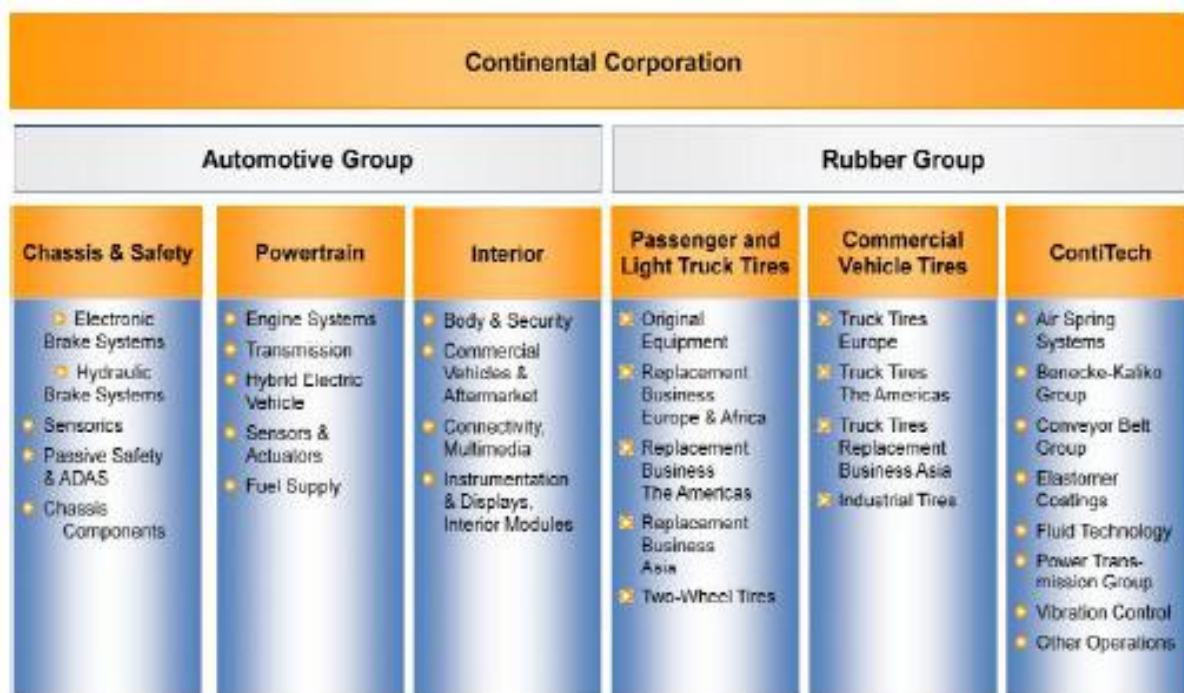 Continental Corporation
Automotive Group
Rubber Group
Chassis & Safety
Electronic
Brake Systems
Hydraulic
Brake Systems
Sensorics
Passive Safety
& ADAS
Chassis
Components
Powertrain
Engine Systems
Transmission
Hybrid Electric
Vehicle
Sensors &
Actuators
Fuel Supply
Interior
Body & Security
Commercial
Vehicles &
Aftermarket
Connectivity,
Multimedia
Instrumentation
& Displays,
Interior Modules
Passenger and
Light Truck Tires
Original
Equipment
Replacement
Business
Europe & Africa
Replacement
Business
The Americas
Replacement
Business
Asia
Two-Wheel Tires
Commercial
Vehicle Tires
Truck Tires
Europe
Truck Tires
The Americas
Truck Tires
Replacement
Business Asia
Industrial Tires
ContiTech
Air Spring
Systems
Benecke-Kaliko
Group
Conveyor Belt
Group
Elastomer
Coatings
Fluid Technology
Power Trans-
mission Group
Vibration Control
Other Operations